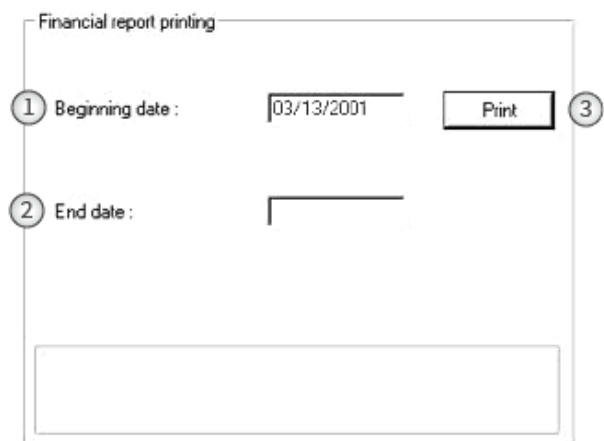 Financial report printing
1 Beginning date : 03/13/2001 Print 3
2 End date :